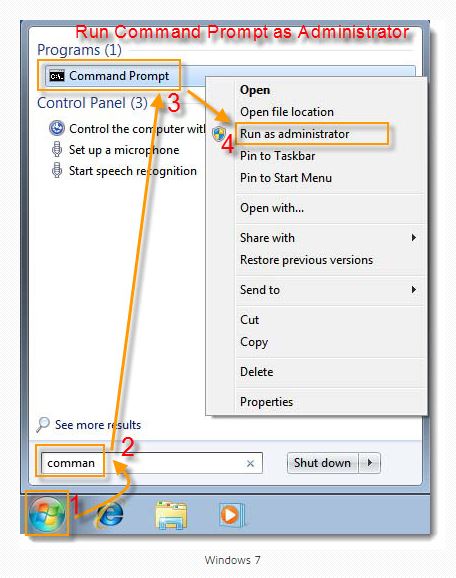 Run Command Prompt as Administrator
Programs (1)
Command Prompt
3
Control Panel (3)
Control the computer with
Set up a microphone
Start speech recognition
Open
Open file location
4
Run as administrator
Pin to Taskbar
Pin to Start Menu
Open with...
Share with
Restore previous versions
Send to
Cut
Copy
Delete
Properties
See more results
2
comman
Shut down
1
Windows 7